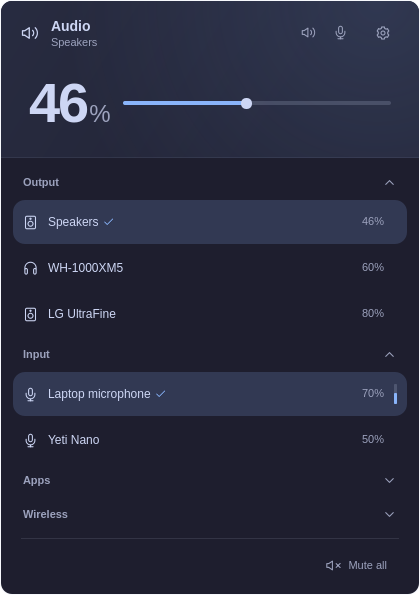 Audio
Speakers
46%
Output
Speakers 46%
WH-1000XM5 60%
LG UltraFine 80%
Input
Laptop microphone 70%
Yeti Nano 50%
Apps
Wireless
Mute all